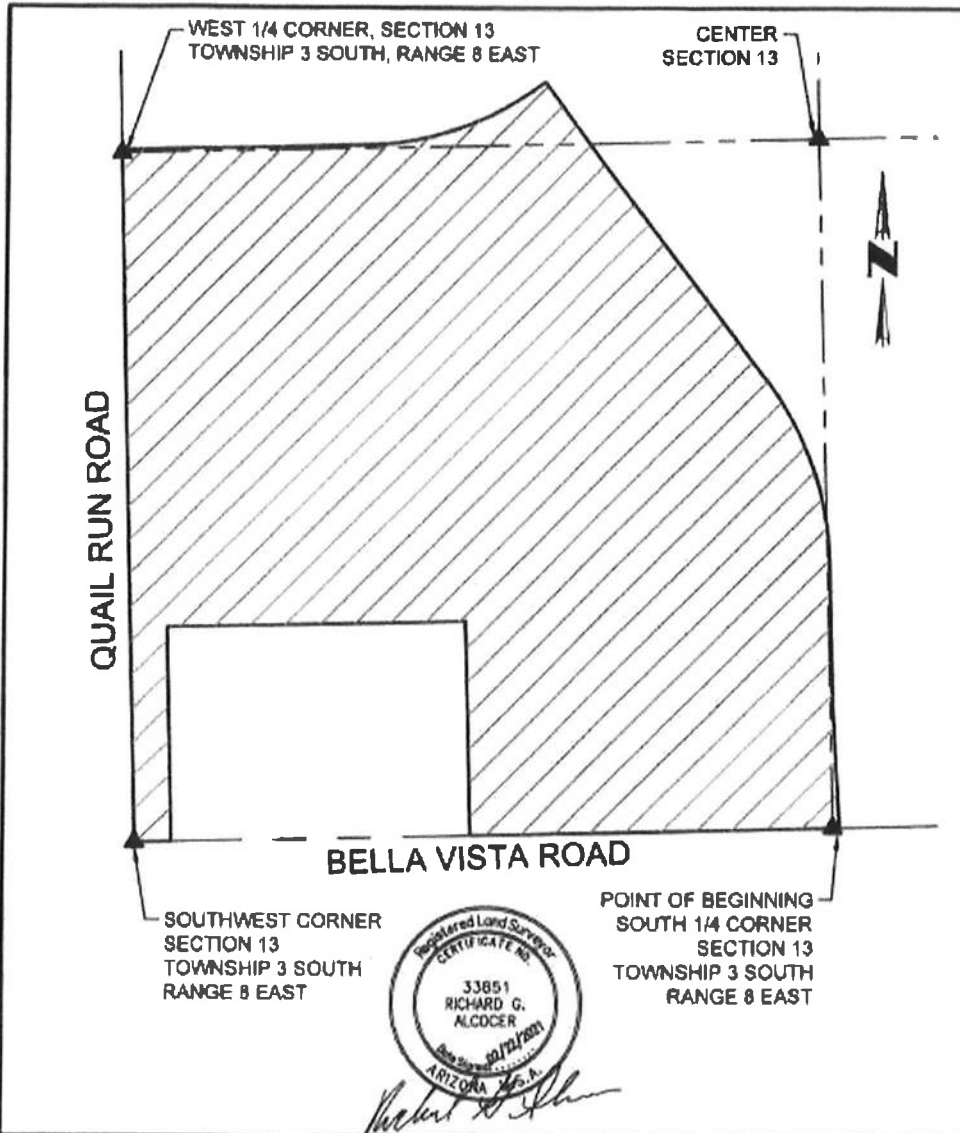 WEST 1/4 CORNER, SECTION 13
TOWNSHIP 3 SOUTH, RANGE 8 EAST
CENTER
SECTION 13
N
QUAIL RUN ROAD
BELLA VISTA ROAD
SOUTHWEST CORNER
SECTION 13
TOWNSHIP 3 SOUTH
RANGE 8 EAST
POINT OF BEGINNING
SOUTH 1/4 CORNER
SECTION 13
TOWNSHIP 3 SOUTH
RANGE 8 EAST
Registered Land Surveyor
CERTIFICATE NO.
33851
RICHARD G.
ALCOCER
Date Signed
ARIZONA U.S.A.